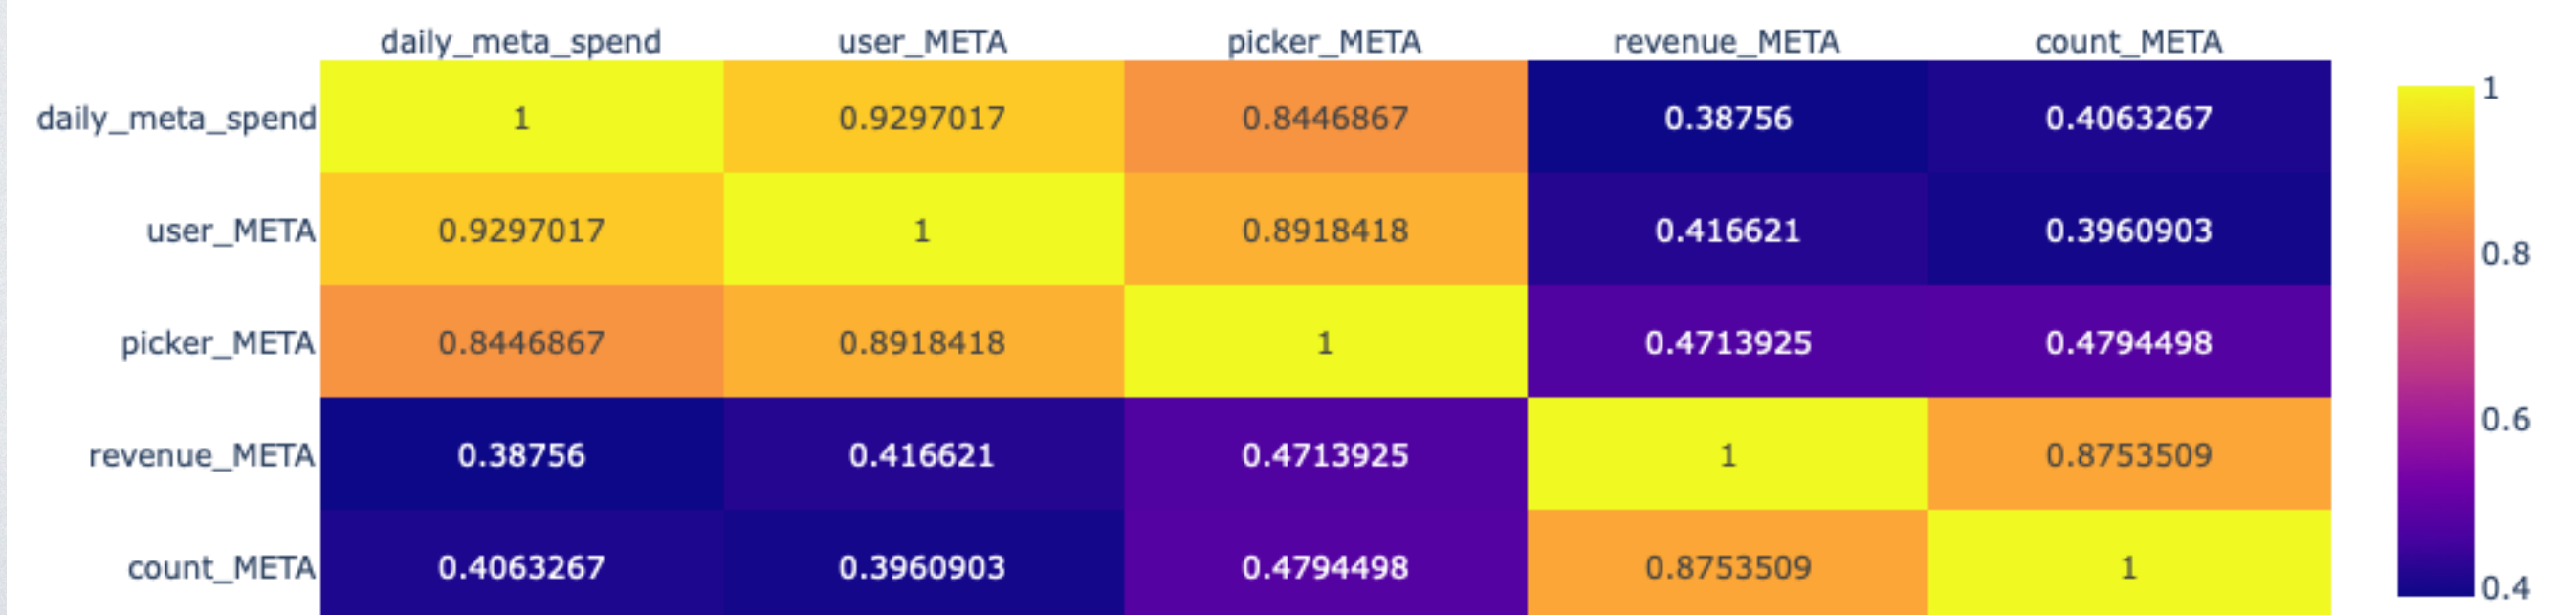 daily_meta_spend user_META picker_META revenue_META count_META
daily_meta_spend 1 0.9297017 0.8446867 0.38756 0.4063267
user_META 0.9297017 1 0.8918418 0.416621 0.3960903
picker_META 0.8446867 0.8918418 1 0.4713925 0.4794498
revenue_META 0.38756 0.416621 0.4713925 1 0.8753509
count_META 0.4063267 0.3960903 0.4794498 0.8753509 1
1
0.8
0.6
0.4